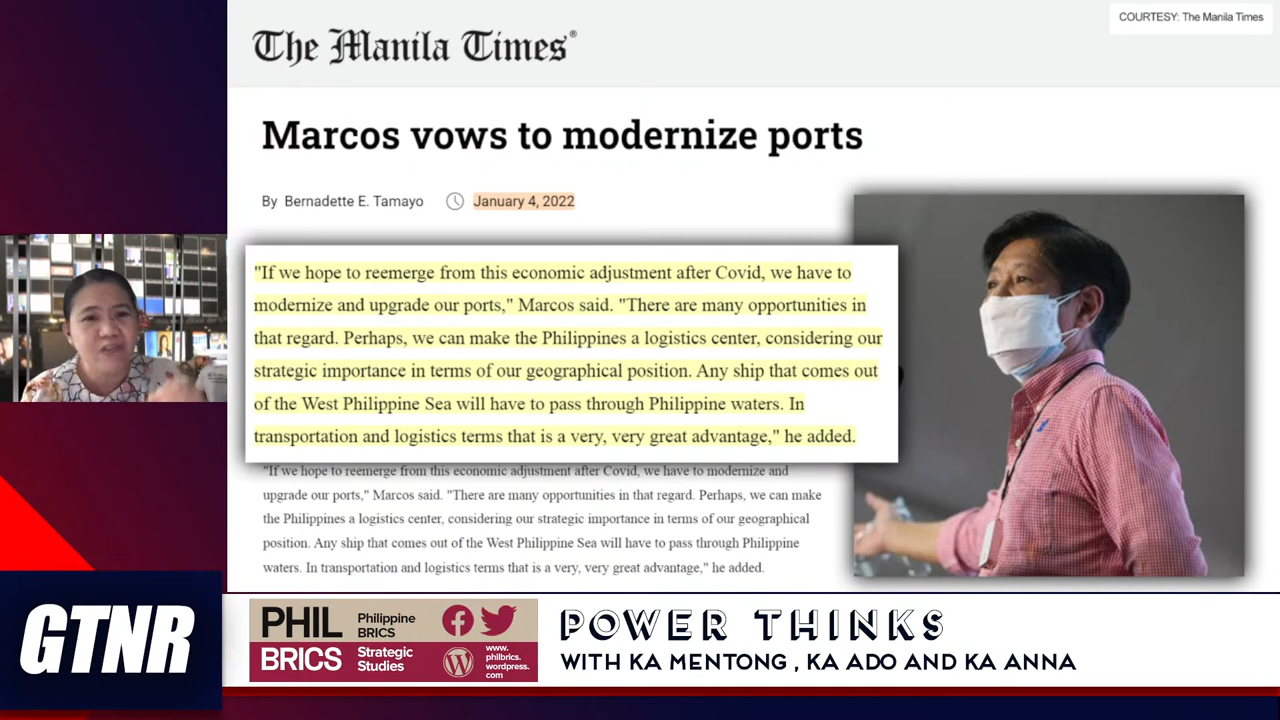 COURTESY: The Manila Times
The Manila Times®
Marcos vows to modernize ports
By Bernadette E. Tamayo January 4, 2022
"If we hope to reemerge from this economic adjustment after Covid, we have to
modernize and upgrade our ports," Marcos said. "There are many opportunities in
that regard. Perhaps, we can make the Philippines a logistics center, considering our
strategic importance in terms of our geographical position. Any ship that comes out
of the West Philippine Sea will have to pass through Philippine waters. In
transportation and logistics terms that is a very, very great advantage," he added.
"If we hope to reemerge from this economic adjustment after Covid, we have to modernize and
upgrade our ports," Marcos said. "There are many opportunities in that regard. Perhaps, we can make
the Philippines a logistics center, considering our strategic importance in terms of our geographical
position. Any ship that comes out of the West Philippine Sea will have to pass through Philippine
waters. In transportation and logistics terms that is a very, very great advantage," he added.
GTNR
PHIL
BRICS
Philippine
BRICS
Strategic
Studies
www.
philbrics.
wordpress.
com
POWER THINKS
WITH KA MENTONG , KA ADO AND KA ANNA